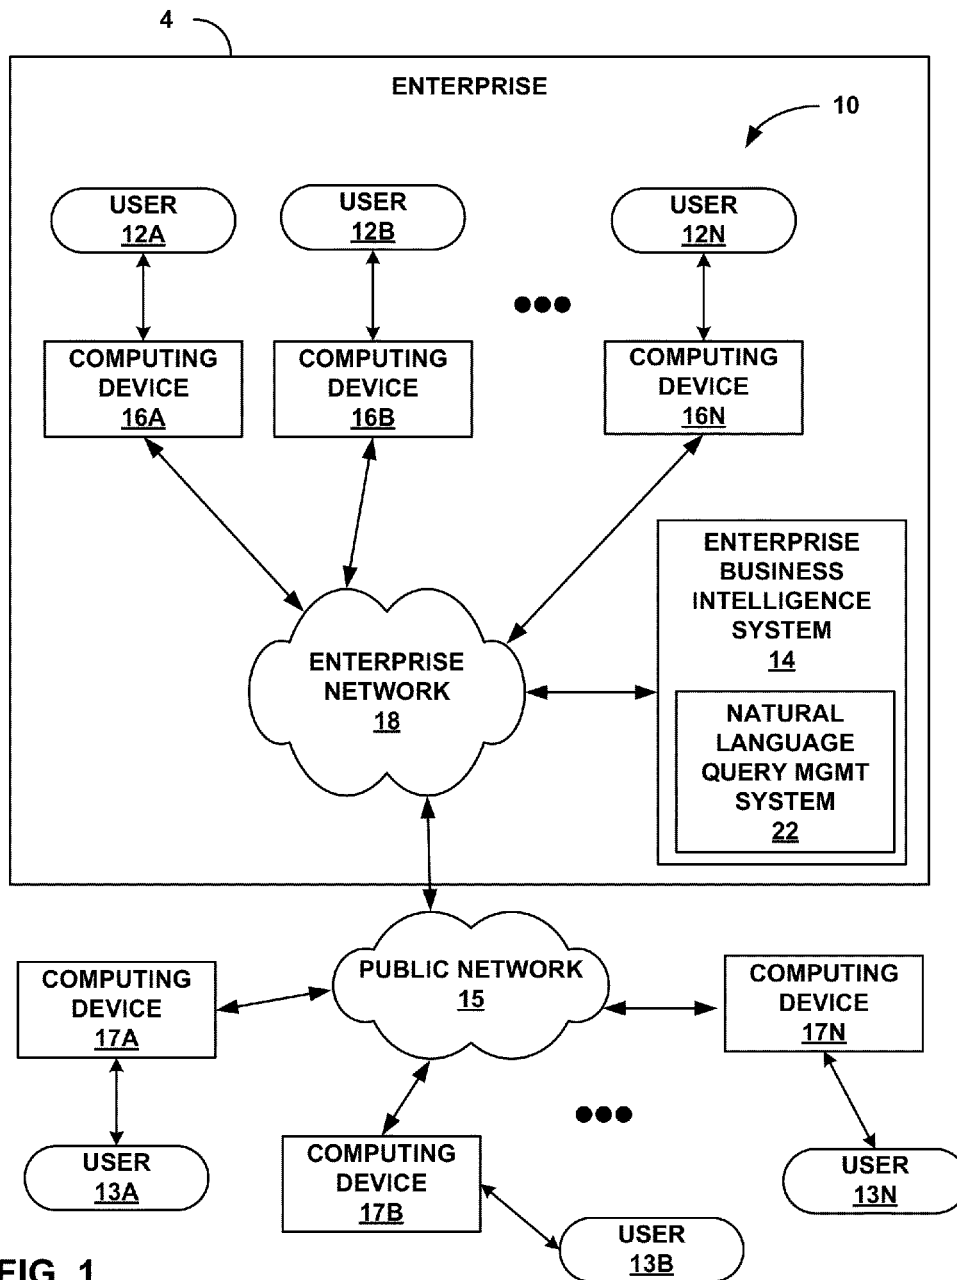 4
ENTERPRISE
10
USER
12A
USER
12B
USER
12N
COMPUTING
DEVICE
16A
COMPUTING
DEVICE
16B
COMPUTING
DEVICE
16N
ENTERPRISE
BUSINESS
INTELLIGENCE
SYSTEM
14
ENTERPRISE
NETWORK
18
NATURAL
LANGUAGE
QUERY MGMT
SYSTEM
22
PUBLIC NETWORK
15
COMPUTING
DEVICE
17A
COMPUTING
DEVICE
17N
USER
13A
COMPUTING
DEVICE
17B
USER
13N
USER
13B
FIG. 1